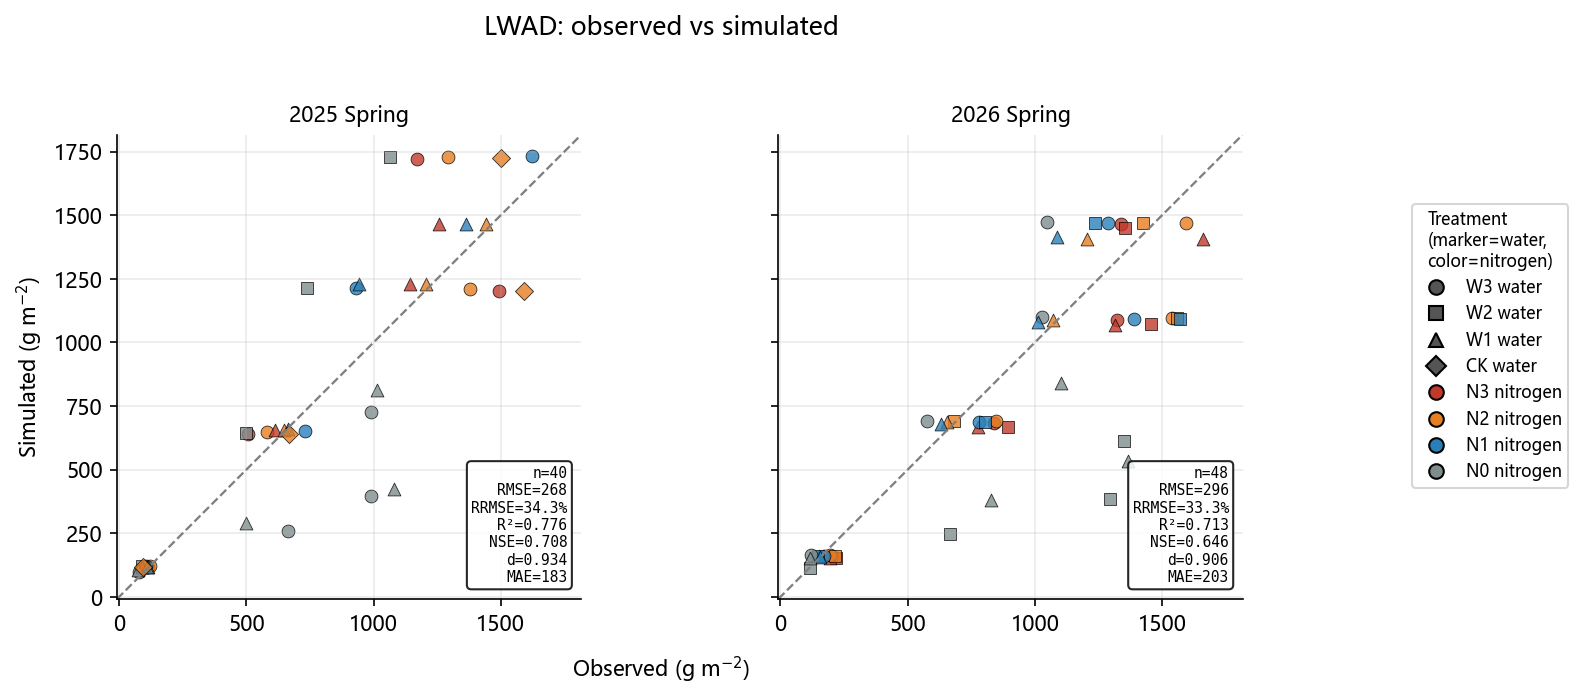 LWAD: observed vs simulated
2025 Spring
2026 Spring
Simulated (g m⁻²)
1750
1500
1250
1000
750
500
250
0
n=40
RMSE=268
RRMSE=34.3%
R²=0.776
NSE=0.708
d=0.934
MAE=183
0 500 1000 1500
n=48
RMSE=296
RRMSE=33.3%
R²=0.713
NSE=0.646
d=0.906
MAE=203
0 500 1000 1500
Observed (g m⁻²)
Treatment
(marker=water,
color=nitrogen)
W3 water
W2 water
W1 water
CK water
N3 nitrogen
N2 nitrogen
N1 nitrogen
N0 nitrogen